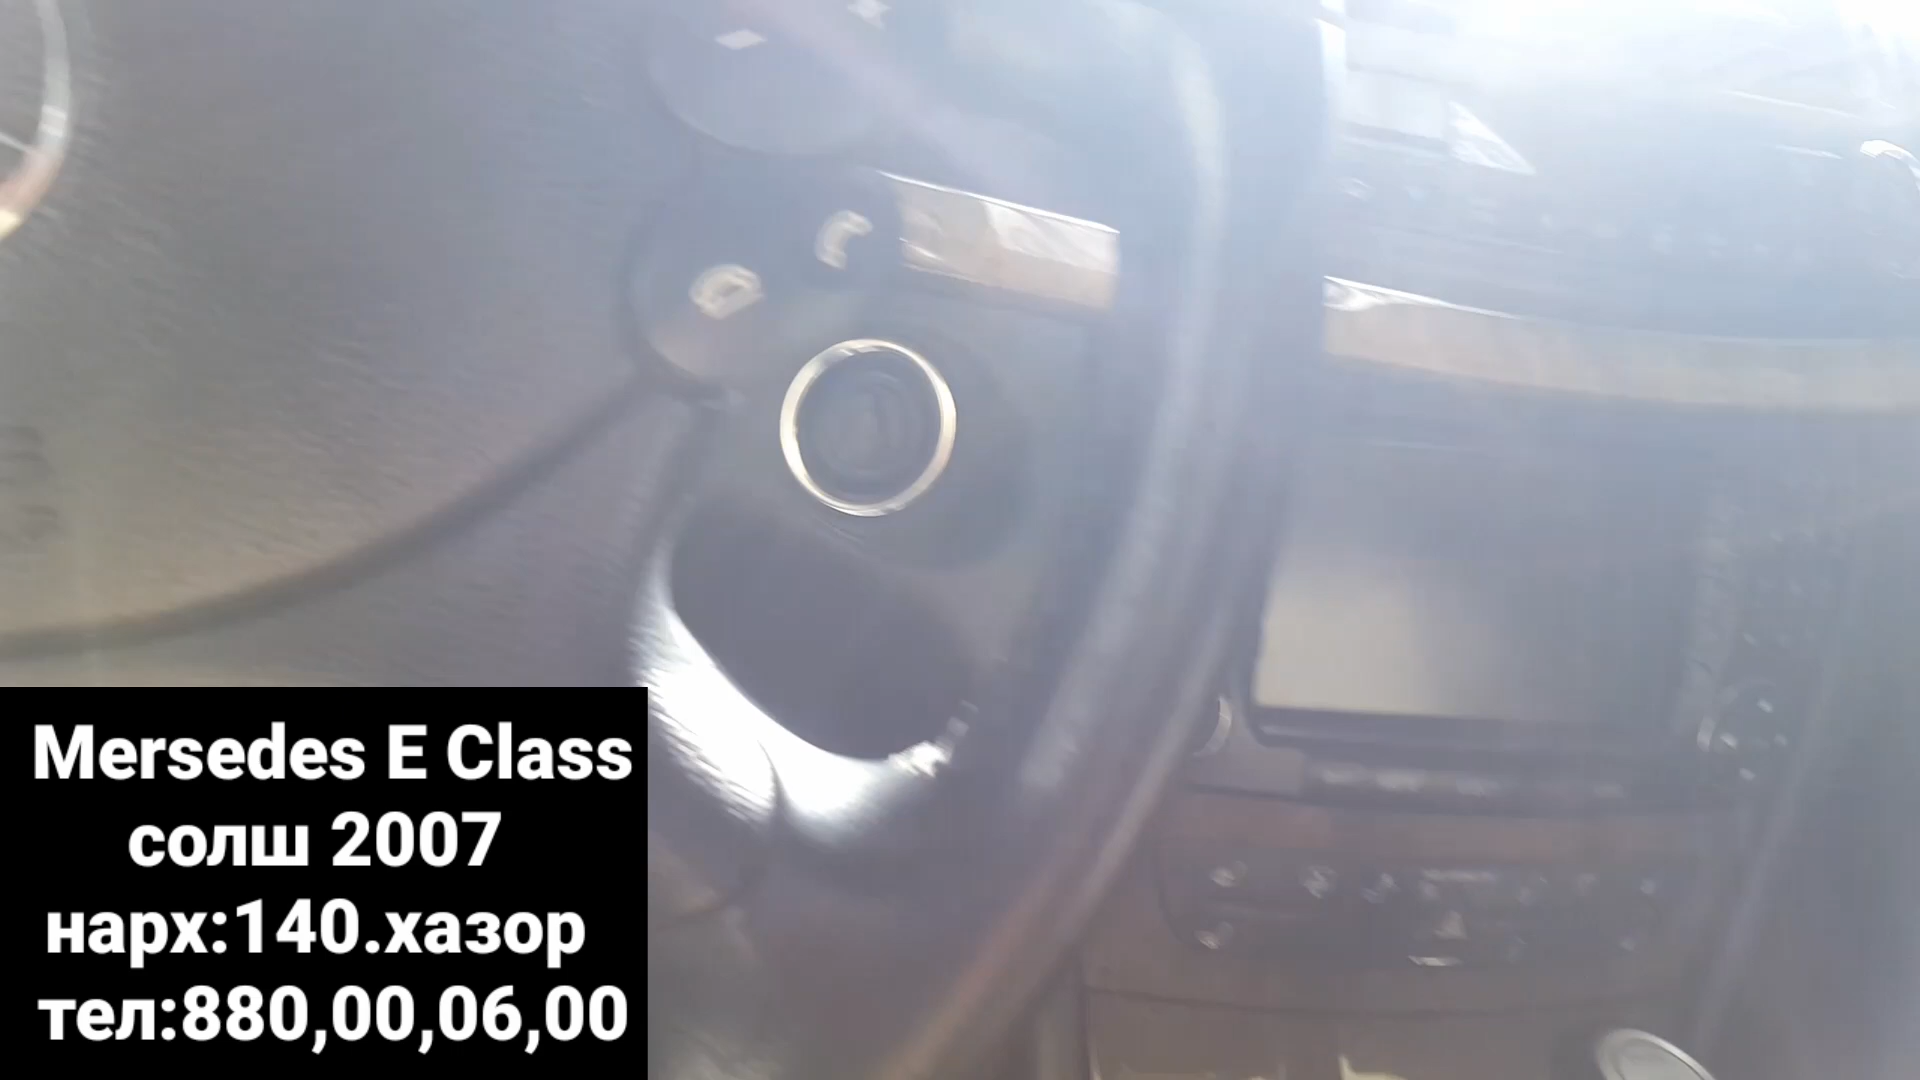 Mersedes E Class
солш 2007
нарх:140.хазор
тел:880,00,06,00